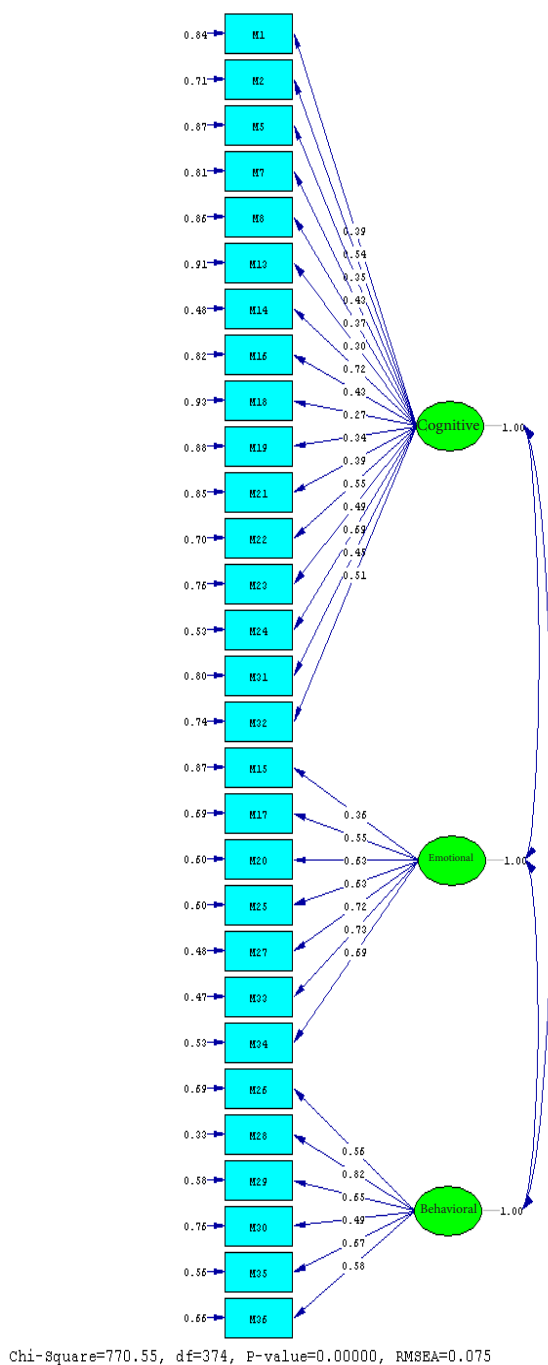 0.84 M1
0.71 M2
0.87 M5
0.81 M7
0.86 M8
0.91 M13
0.48 M14
0.82 M16
0.93 M18
0.88 M19
0.85 M21
0.70 M22
0.76 M23
0.53 M24
0.80 M31
0.74 M32
0.87 M15
0.69 M17
0.60 M20
0.60 M25
0.48 M27
0.47 M33
0.53 M34
0.69 M26
0.33 M28
0.58 M29
0.76 M30
0.56 M35
0.66 M36
0.39
0.54
0.35
0.43
0.37
0.30
0.72
0.43
0.27
0.34
0.39
0.55
0.49
0.69
0.45
0.51
Cognitive 1.00
0.36
0.55
0.63
0.63
0.72
0.73
0.69
Emotional 1.00
0.56
0.82
0.65
0.49
0.67
0.58
Behavioral 1.00
Chi-Square=770.55, df=374, P-value=0.00000, RMSEA=0.075